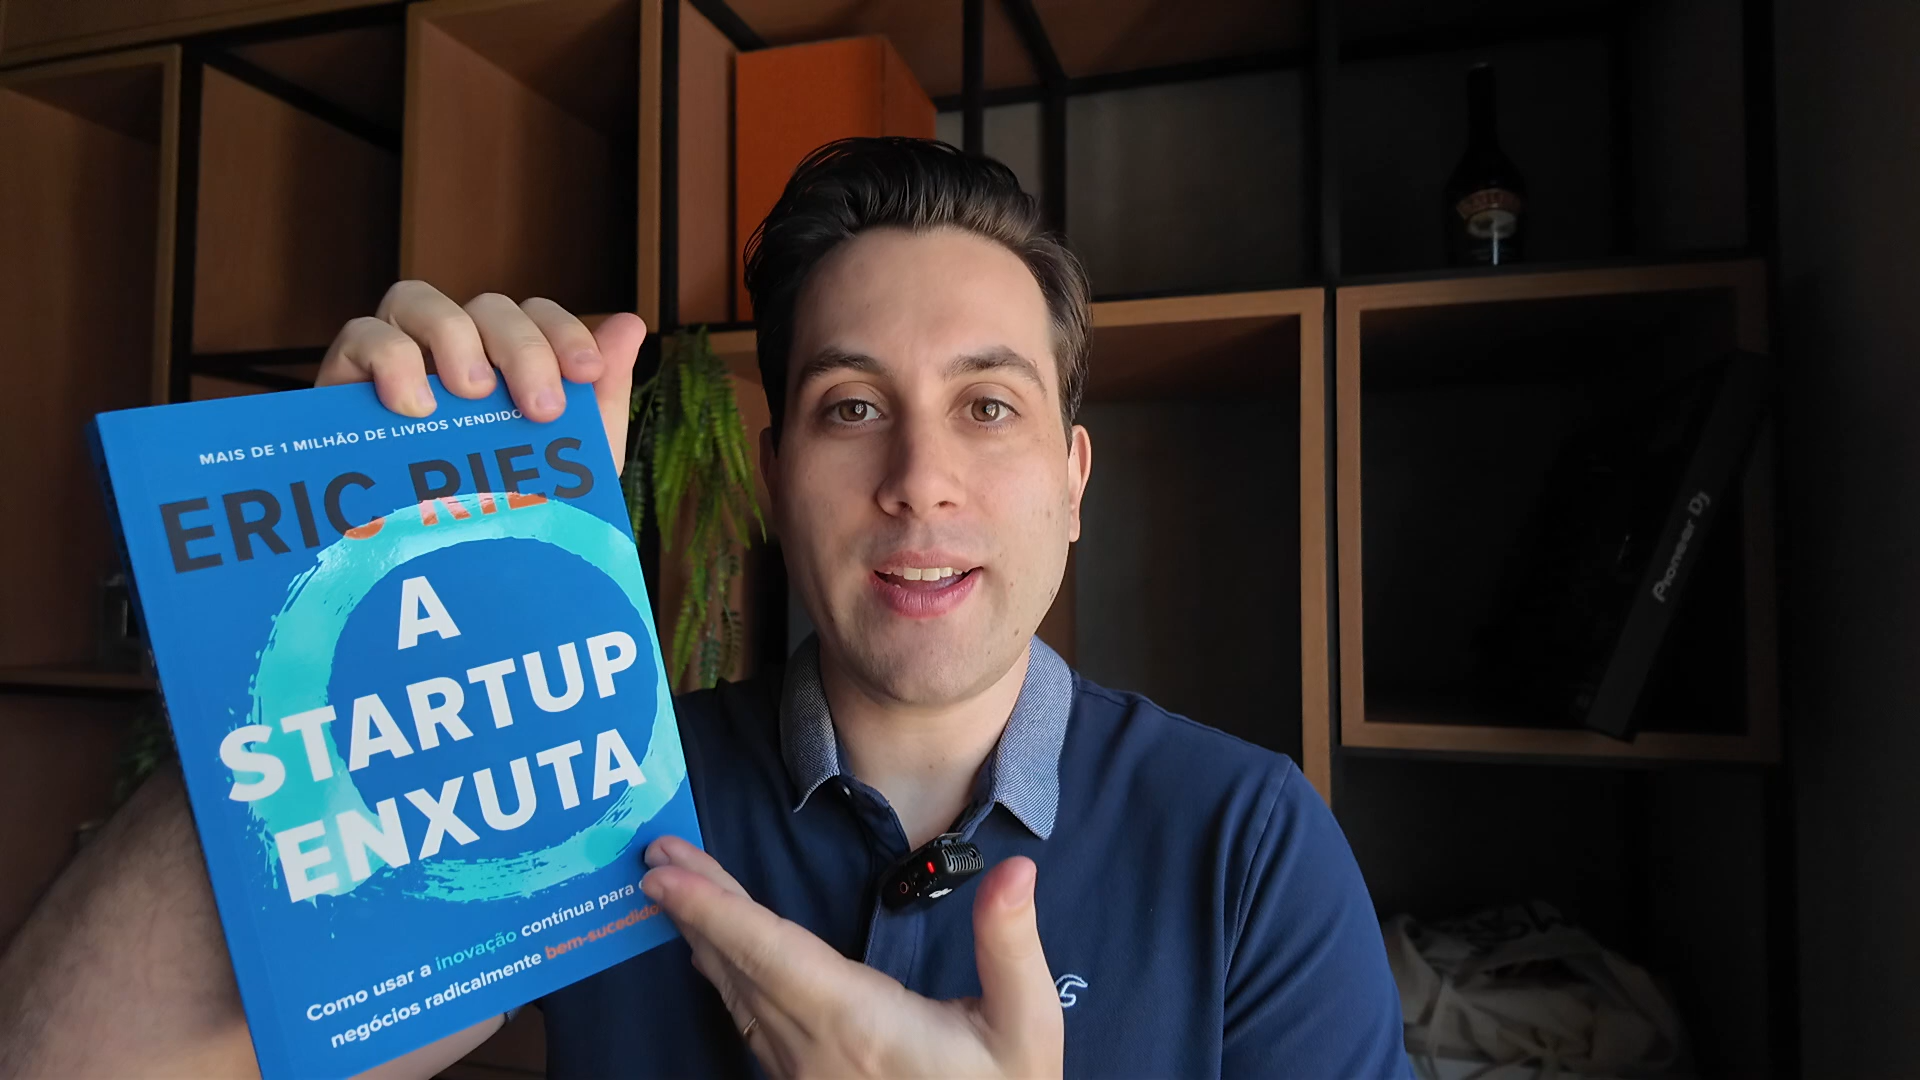 MAIS DE 1 MILHÃO DE LIVROS VENDIDO
ERIC RIES
A
STARTUP
ENXUTA
Como usar a inovação contínua para
negócios radicalmente bem-sucedido
Pioneer Dj